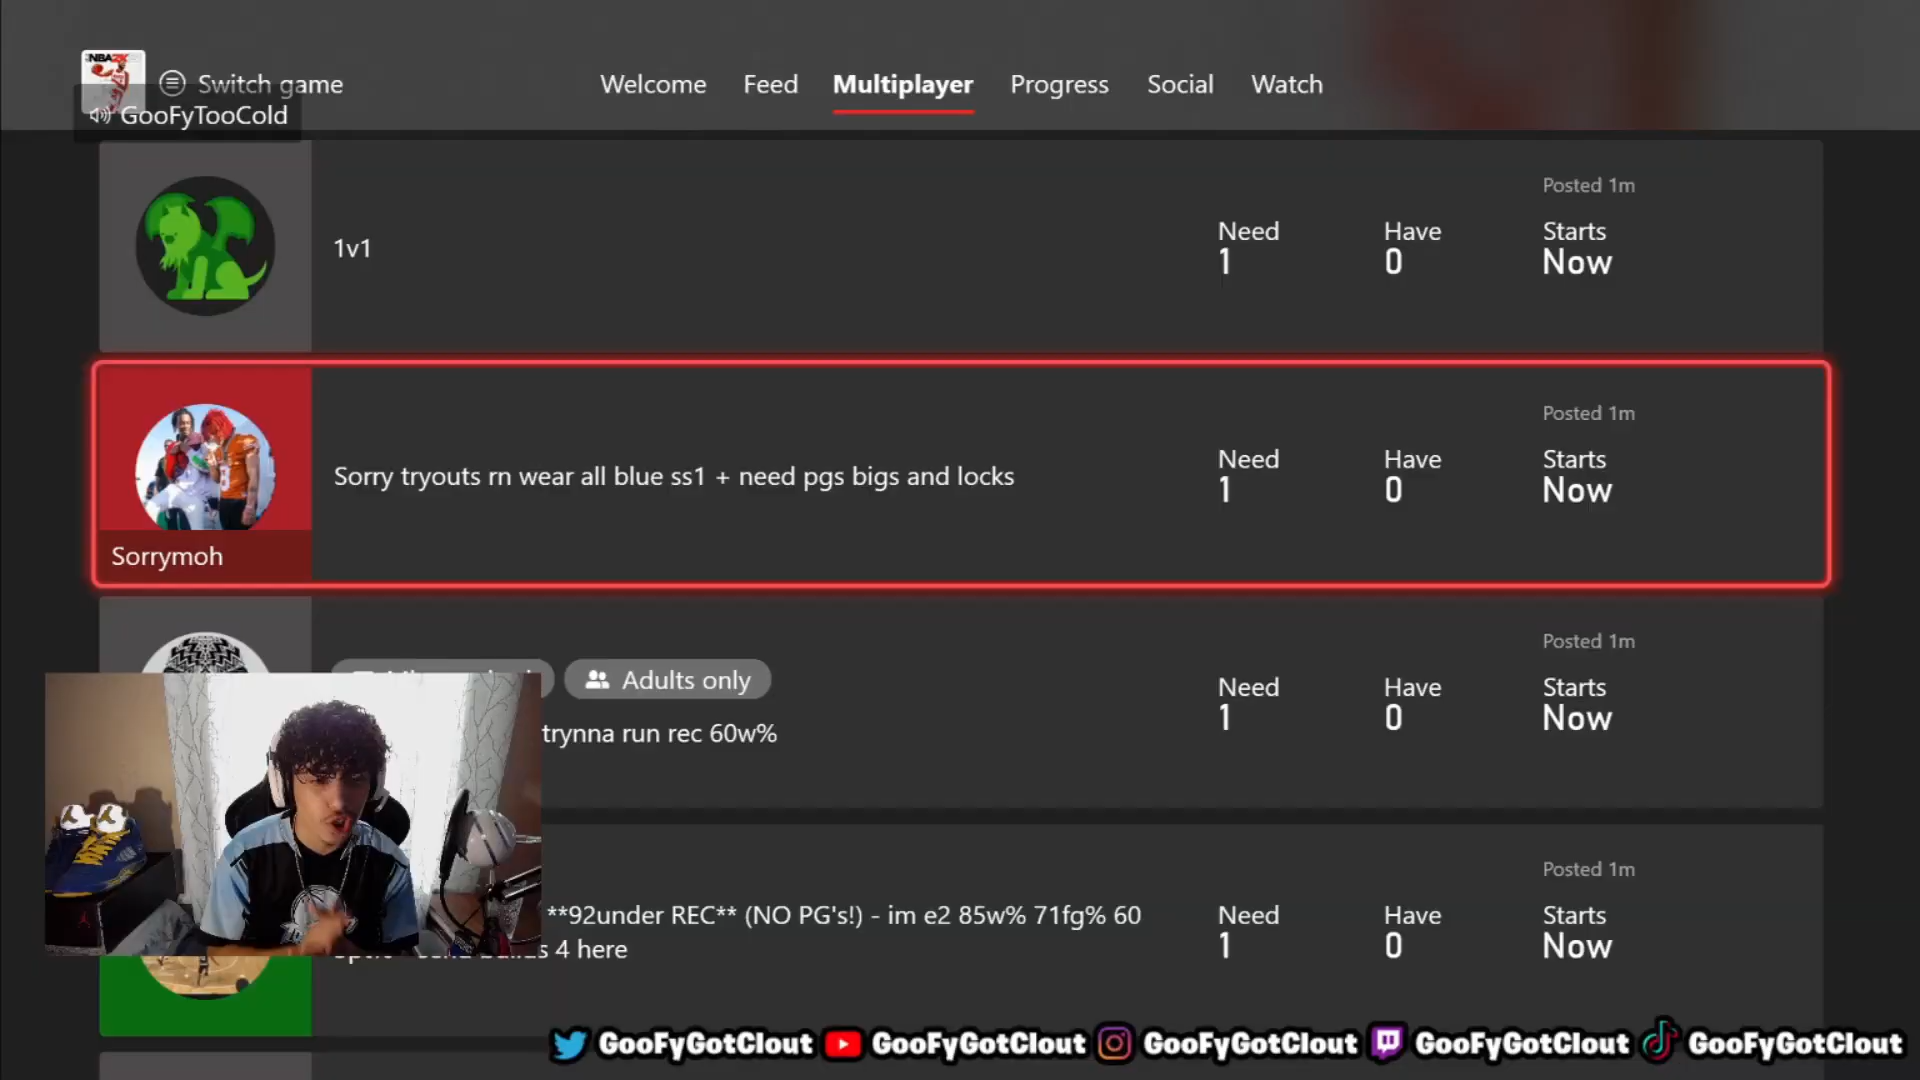 NBA2K
Switch game
GooFyTooCold
Welcome
Feed
Multiplayer
Progress
Social
Watch
1v1
Posted 1m
Need
1
Have
0
Starts
Now
Sorrymoh
Sorry tryouts rn wear all blue ss1 + need pgs bigs and locks
Posted 1m
Need
1
Have
0
Starts
Now
Adults only
trynna run rec 60w%
Posted 1m
Need
1
Have
0
Starts
Now
**92under REC** (NO PG's!) - im e2 85w% 71fg% 60
4 here
Posted 1m
Need
1
Have
0
Starts
Now
GooFyGotClout
GooFyGotClout
GooFyGotClout
GooFyGotClout
GooFyGotClout